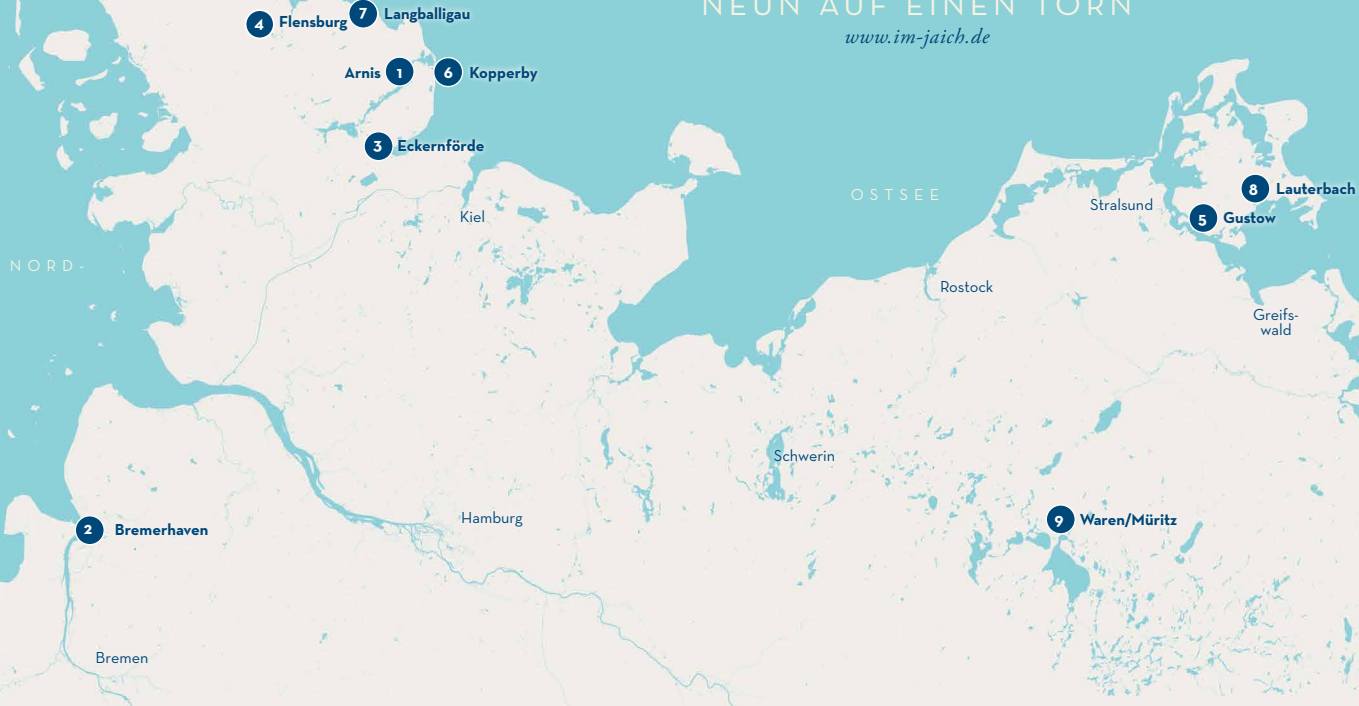 NEUN AUF EINEN TÖRN
www.im-jaich.de
4 Flensburg
7 Langballigau
Arnis 1
6 Kopperby
3 Eckernförde
Kiel
OSTSEE
Stralsund
8 Lauterbach
5 Gustow
NORD-
Rostock
Greifs-
wald
Schwerin
Hamburg
9 Waren/Müritz
2 Bremerhaven
Bremen